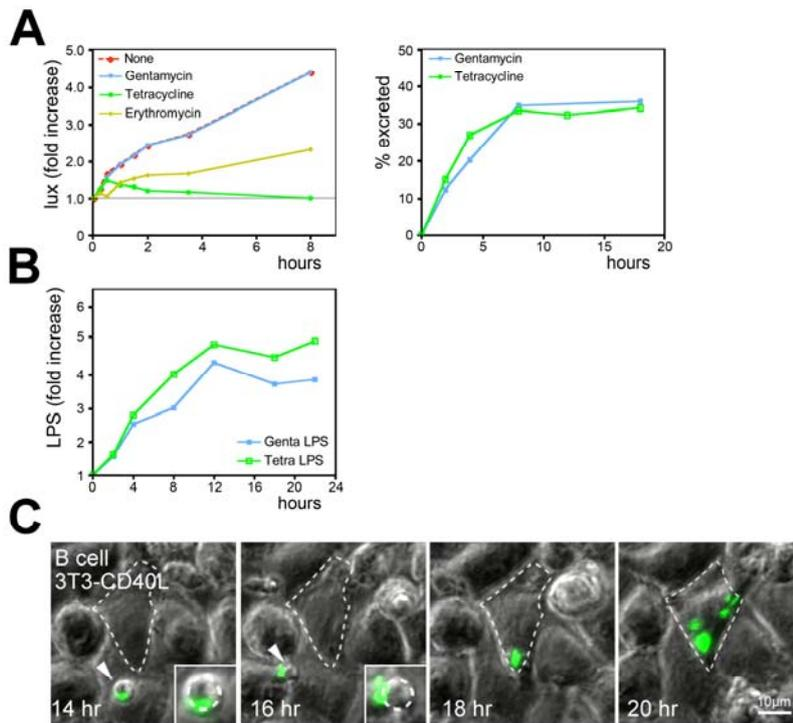 A
lux (fold increase)
5.0
4.0
3.0
2.0
1.0
0
None
Gentamycin
Tetracycline
Erythromycin
0
2
4
6
8
hours
% excreted
50
40
30
20
10
0
Gentamycin
Tetracycline
0
5
10
15
20
hours
B
LPS (fold increase)
6
5
4
3
2
1
Genta LPS
Tetra LPS
0
4
8
12
16
20
24
hours
C
B cell
3T3-CD40L
14 hr
16 hr
18 hr
20 hr
10µm